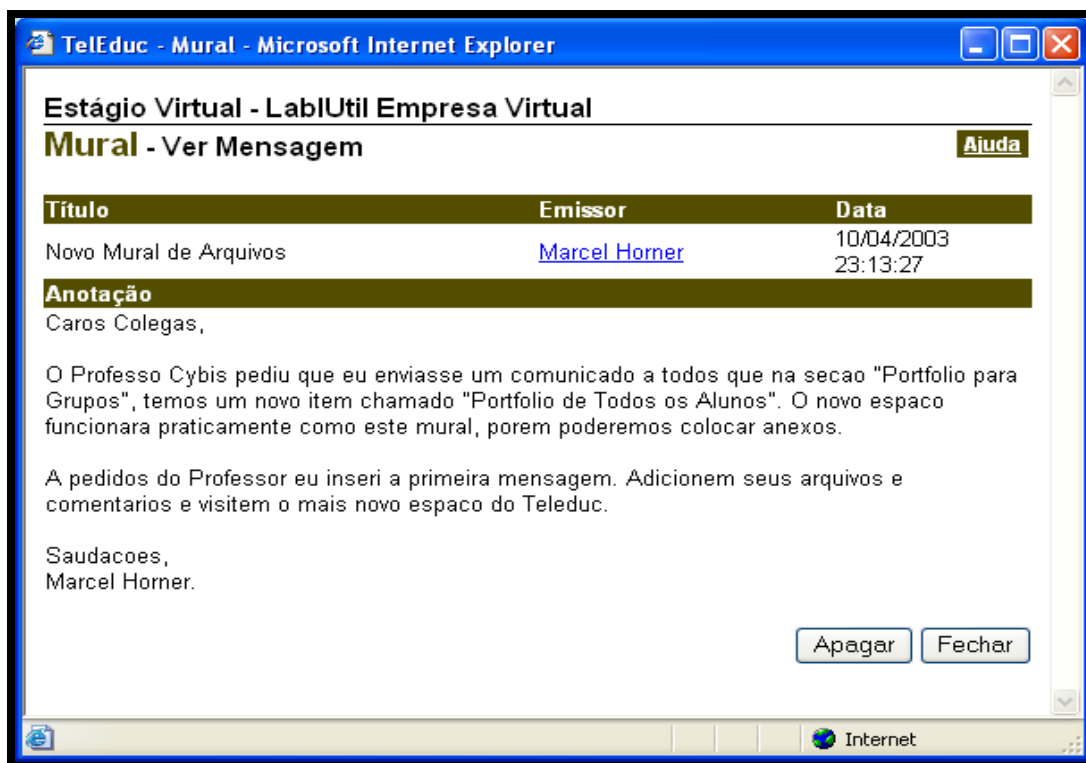 TelEduc - Mural - Microsoft Internet Explorer
Estágio Virtual - LabIUtil Empresa Virtual
Mural - Ver Mensagem
Ajuda
Título Emissor Data
Novo Mural de Arquivos Marcel Horner 10/04/2003
23:13:27
Anotação
Caros Colegas,
O Professo Cybis pediu que eu enviasse um comunicado a todos que na secao "Portfolio para
Grupos", temos um novo item chamado "Portfolio de Todos os Alunos". O novo espaco
funcionara praticamente como este mural, porem poderemos colocar anexos.
A pedidos do Professor eu inseri a primeira mensagem. Adicionem seus arquivos e
comentarios e visitem o mais novo espaco do Teleduc.
Saudacoes,
Marcel Horner.
Apagar Fechar
Internet